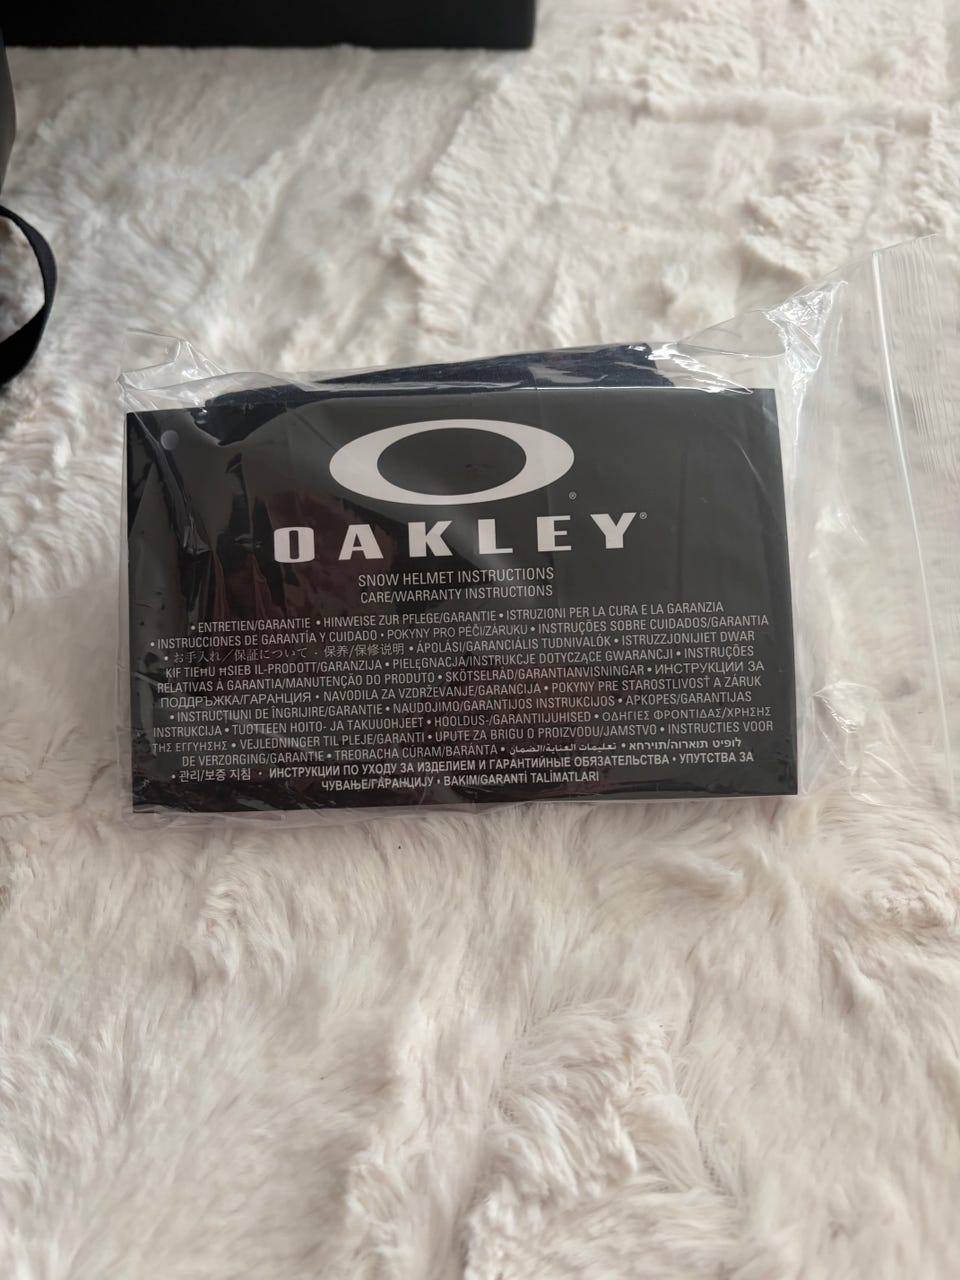 OAKLEY®
SNOW HELMET INSTRUCTIONS
CARE/WARRANTY INSTRUCTIONS
• ENTRETIEN/GARANTIE • HINWEISE ZUR PFLEGE/GARANTIE • ISTRUZIONI PER LA CURA E LA GARANZIA
• INSTRUCCIONES DE GARANTÍA Y CUIDADO • POKYNY PRO PÉČI/ZÁRUKU • INSTRUÇÕES SOBRE CUIDADOS/GARANTIA
• お手入れ／保証について • 保养/保修说明 • ÁPOLÁSI/GARANCIÁLIS TUDNIVALÓK • ISTRUZZJONIJIET DWAR
KIF TIEĦU ĦSIEB IL-PRODOTT/GARANZIJA • PIELĘGNACJA/INSTRUKCJE DOTYCZĄCE GWARANCJI • INSTRUÇÕES
RELATIVAS À GARANTIA/MANUTENÇÃO DO PRODUTO • SKÖTSELRÅD/GARANTIANVISNINGAR • ИНСТРУКЦИИ ЗА
ПОДДРЪЖКА/ГАРАНЦИЯ • NAVODILA ZA VZDRŽEVANJE/GARANCIJA • POKYNY PRE STAROSTLIVOSŤ A ZÁRUK
• INSTRUCȚIUNI DE ÎNGRIJIRE/GARANȚIE • NAUDOJIMO/GARANTIJOS INSTRUKCIJOS • APKOPES/GARANTIJAS
INSTRUKCIJA • TUOTTEEN HOITO- JA TAKUUOHJEET • HOOLDUS-/GARANTIIJUHISED • ΟΔΗΓΙΕΣ ΦΡΟΝΤΙΔΑΣ/ΧΡΗΣΗΣ
ΤΗΣ ΕΓΓΥΗΣΗΣ • VEJLEDNINGER TIL PLEJE/GARANTI • UPUTE ZA BRIGU O PROIZVODU/JAMSTVO • INSTRUCTIES VOOR
DE VERZORGING/GARANTIE • TREORACHA CÚRAM/BARÁNTA • تعليمات العناية/الضمان •
• 관리/보증 지침 • ИНСТРУКЦИИ ПО УХОДУ ЗА ИЗДЕЛИЕМ И ГАРАНТИЙНЫЕ ОБЯЗАТЕЛЬСТВА • УПУТСТВА ЗА
ЧУВАЊЕ/ГАРАНЦИЈУ • BAKIM/GARANTİ TALİMATLARI